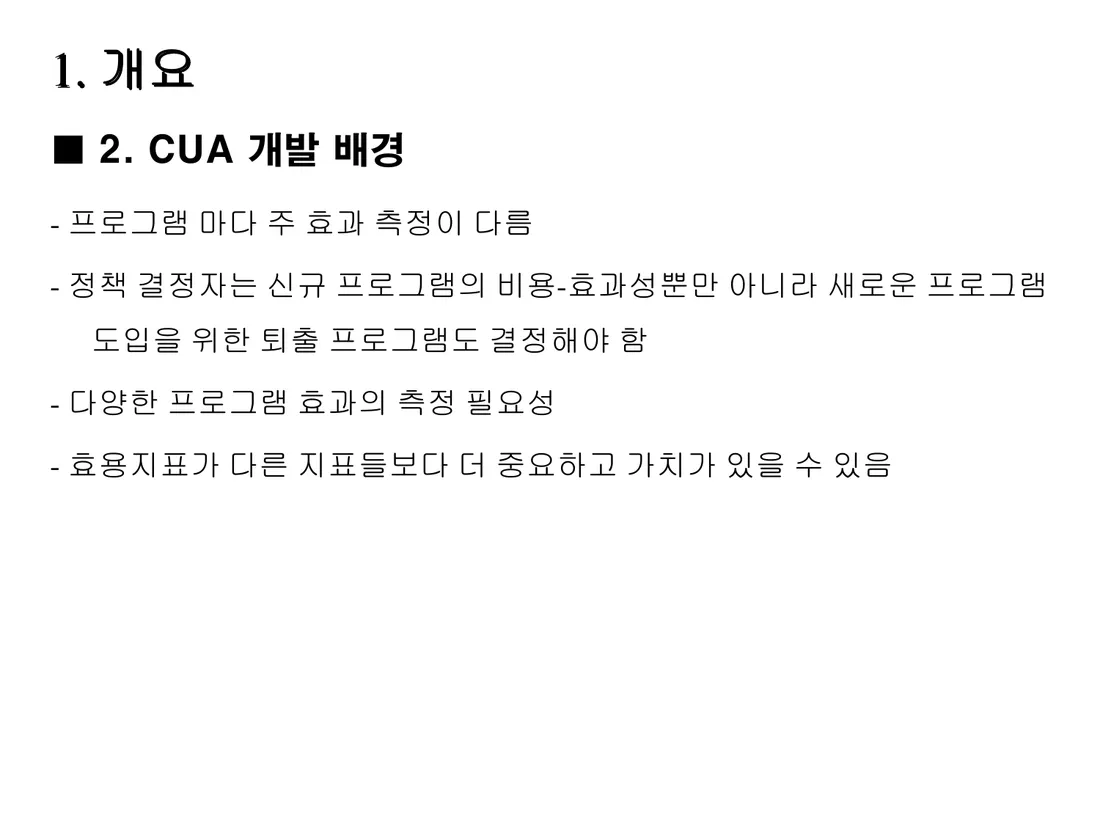 1. 개요
■ 2. CUA 개발 배경
- 프로그램 마다 주 효과 측정이 다름
- 정책 결정자는 신규 프로그램의 비용-효과성뿐만 아니라 새로운 프로그램
도입을 위한 퇴출 프로그램도 결정해야 함
- 다양한 프로그램 효과의 측정 필요성
- 효용지표가 다른 지표들보다 더 중요하고 가치가 있을 수 있음